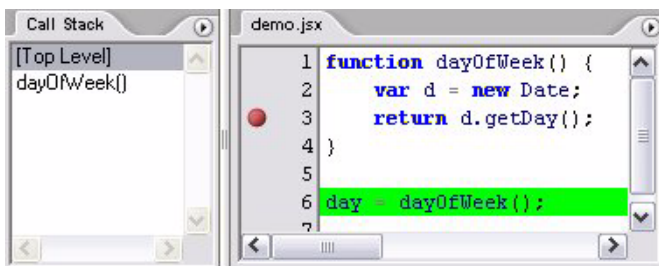 Call Stack
[Top Level]
dayOfWeek()
demo.jsx
1 function dayOfWeek() {
2 var d = new Date;
3 return d.getDay();
4 }
5
6 day = dayOfWeek();
7